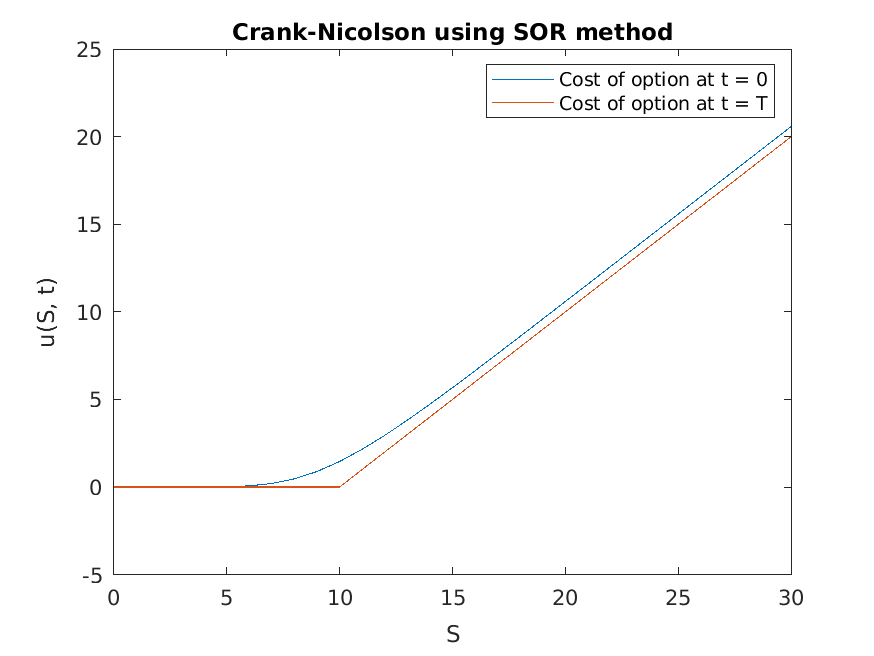 Crank-Nicolson using SOR method
25
20
15
10
5
0
-5
u(S, t)
Cost of option at t = 0
Cost of option at t = T
0 5 10 15 20 25 30
S